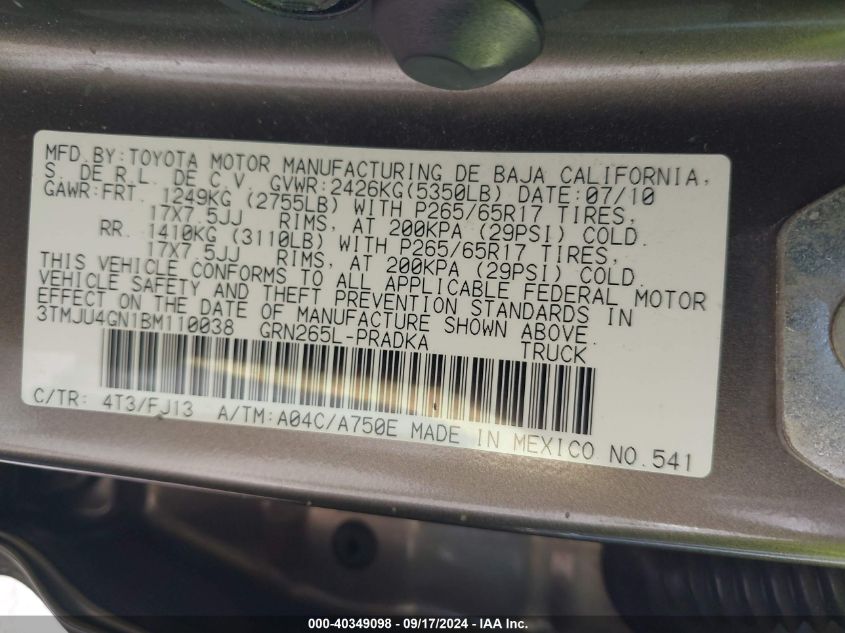 MFD.BY:TOYOTA MOTOR MANUFACTURING DE BAJA CALIFORNIA,
S. DE R.L. DE C.V. GVWR:2426KG(5350LB) DATE:07/10
GAWR:FRT. 1249KG (2755LB) WITH P265/65R17 TIRES,
17X7.5JJ RIMS, AT 200KPA (29PSI) COLD.
RR. 1410KG (3110LB) WITH P265/65R17 TIRES,
17X7.5JJ RIMS, AT 200KPA (29PSI) COLD.
THIS VEHICLE CONFORMS TO ALL APPLICABLE FEDERAL MOTOR
VEHICLE SAFETY AND THEFT PREVENTION STANDARDS IN
EFFECT ON THE DATE OF MANUFACTURE SHOWN ABOVE.
3TMJU4GN1BM110038 GRN265L-PRADKA TRUCK
C/TR: 4T3/FJ13 A/TM:A04C/A750E MADE IN MEXICO NO.541
000-40349098 - 09/17/2024 - IAA Inc.